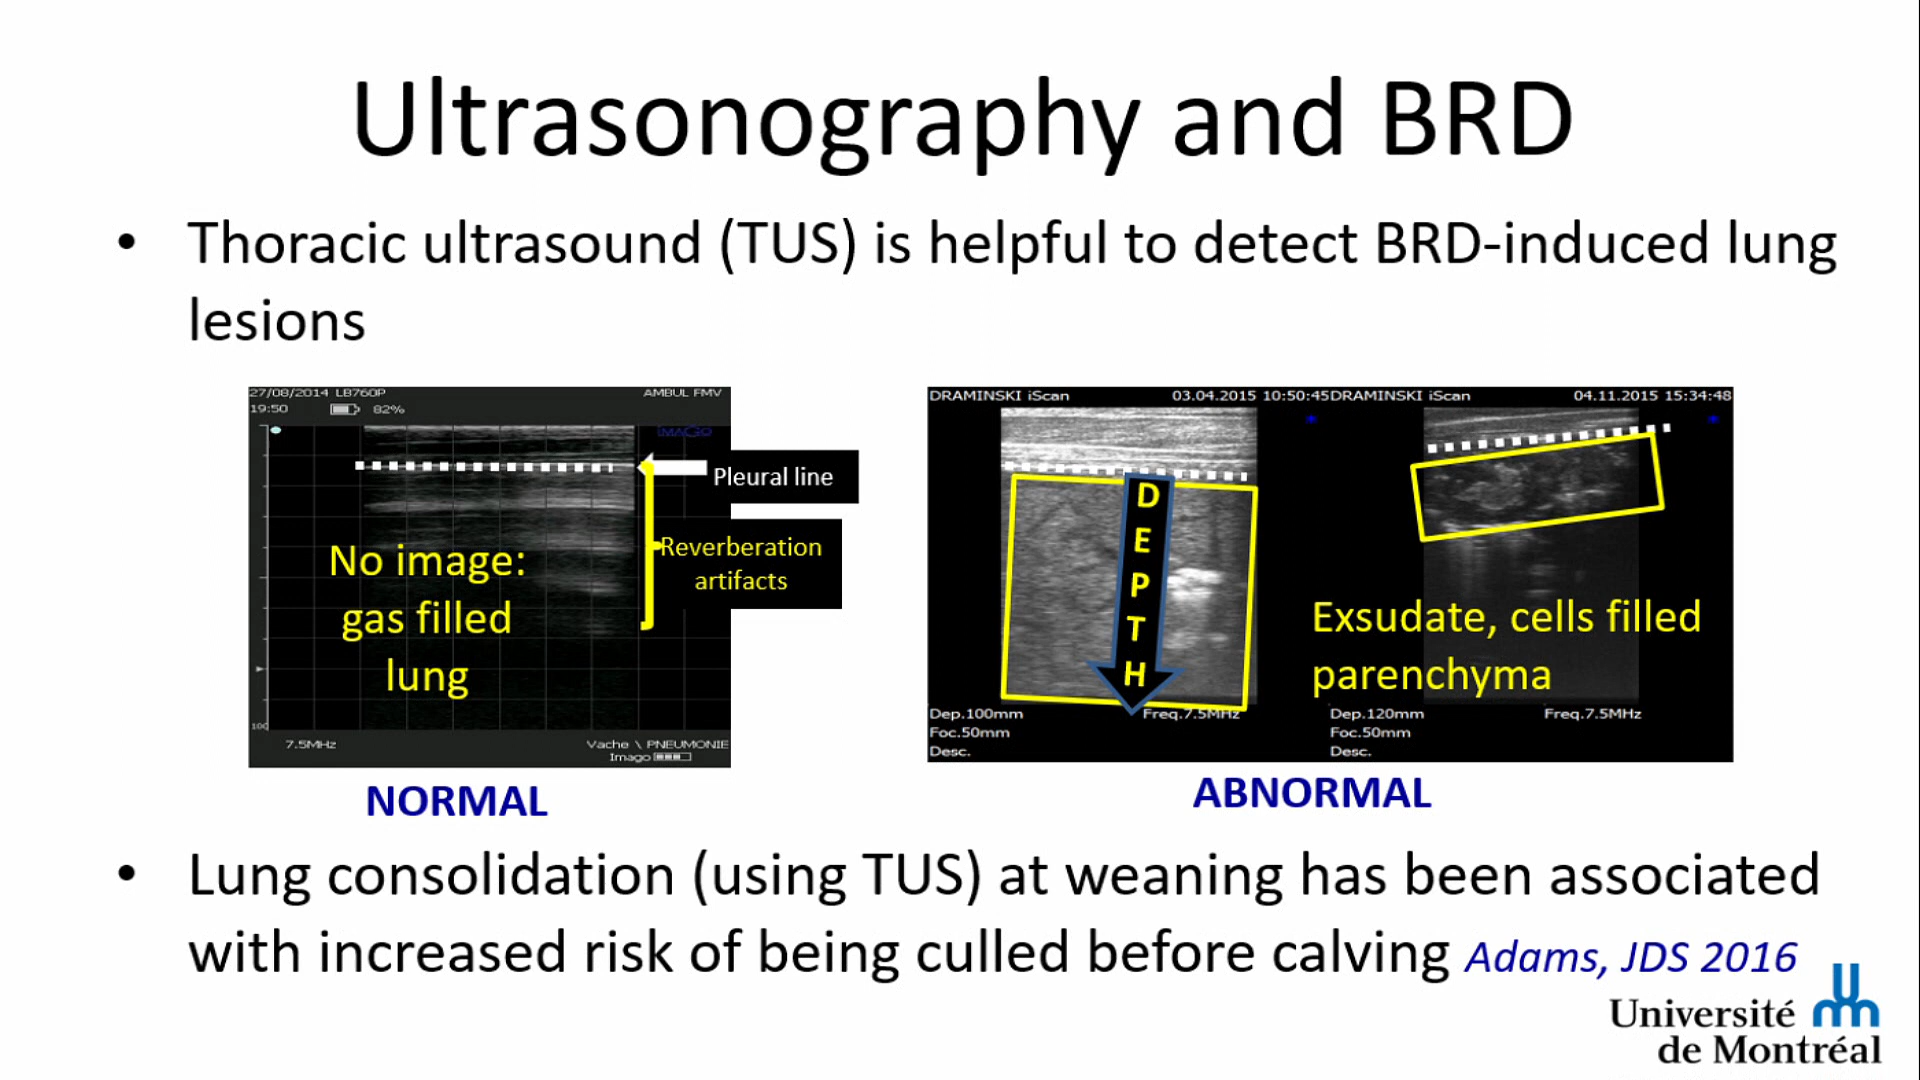 Ultrasonography and BRD
• Thoracic ultrasound (TUS) is helpful to detect BRD-induced lung
lesions
27/08/2014 LB760P AMBUL FMV
19:50 82%
IMAGO
Pleural line
Reverberation
artifacts
No image:
gas filled
lung
100
7.5MHz Vache \ PNEUMONIE
Imago
NORMAL
DRAMINSKI iScan 03.04.2015 10:50:45
DEPTH
Dep.100mm Freq.7.5MHz
Foc.50mm
Desc.
DRAMINSKI iScan 04.11.2015 15:34:48
Exsudate, cells filled
parenchyma
Dep.120mm Freq.7.5MHz
Foc.50mm
Desc.
ABNORMAL
• Lung consolidation (using TUS) at weaning has been associated
with increased risk of being culled before calving Adams, JDS 2016
Université
de Montréal